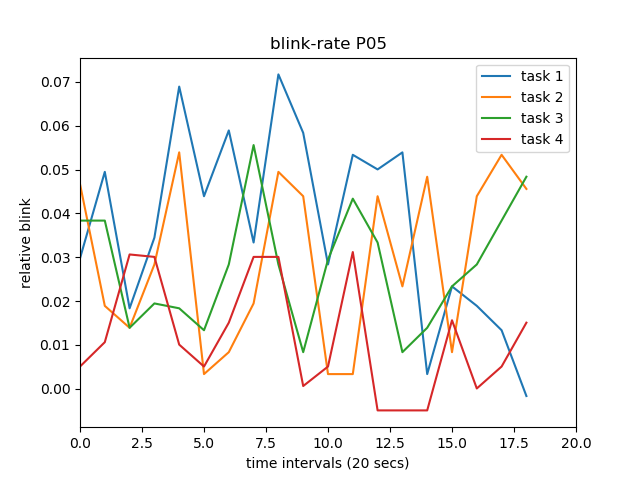 blink-rate P05
task 1
task 2
task 3
task 4
relative blink
0.07
0.06
0.05
0.04
0.03
0.02
0.01
0.00
0.0 2.5 5.0 7.5 10.0 12.5 15.0 17.5 20.0
time intervals (20 secs)